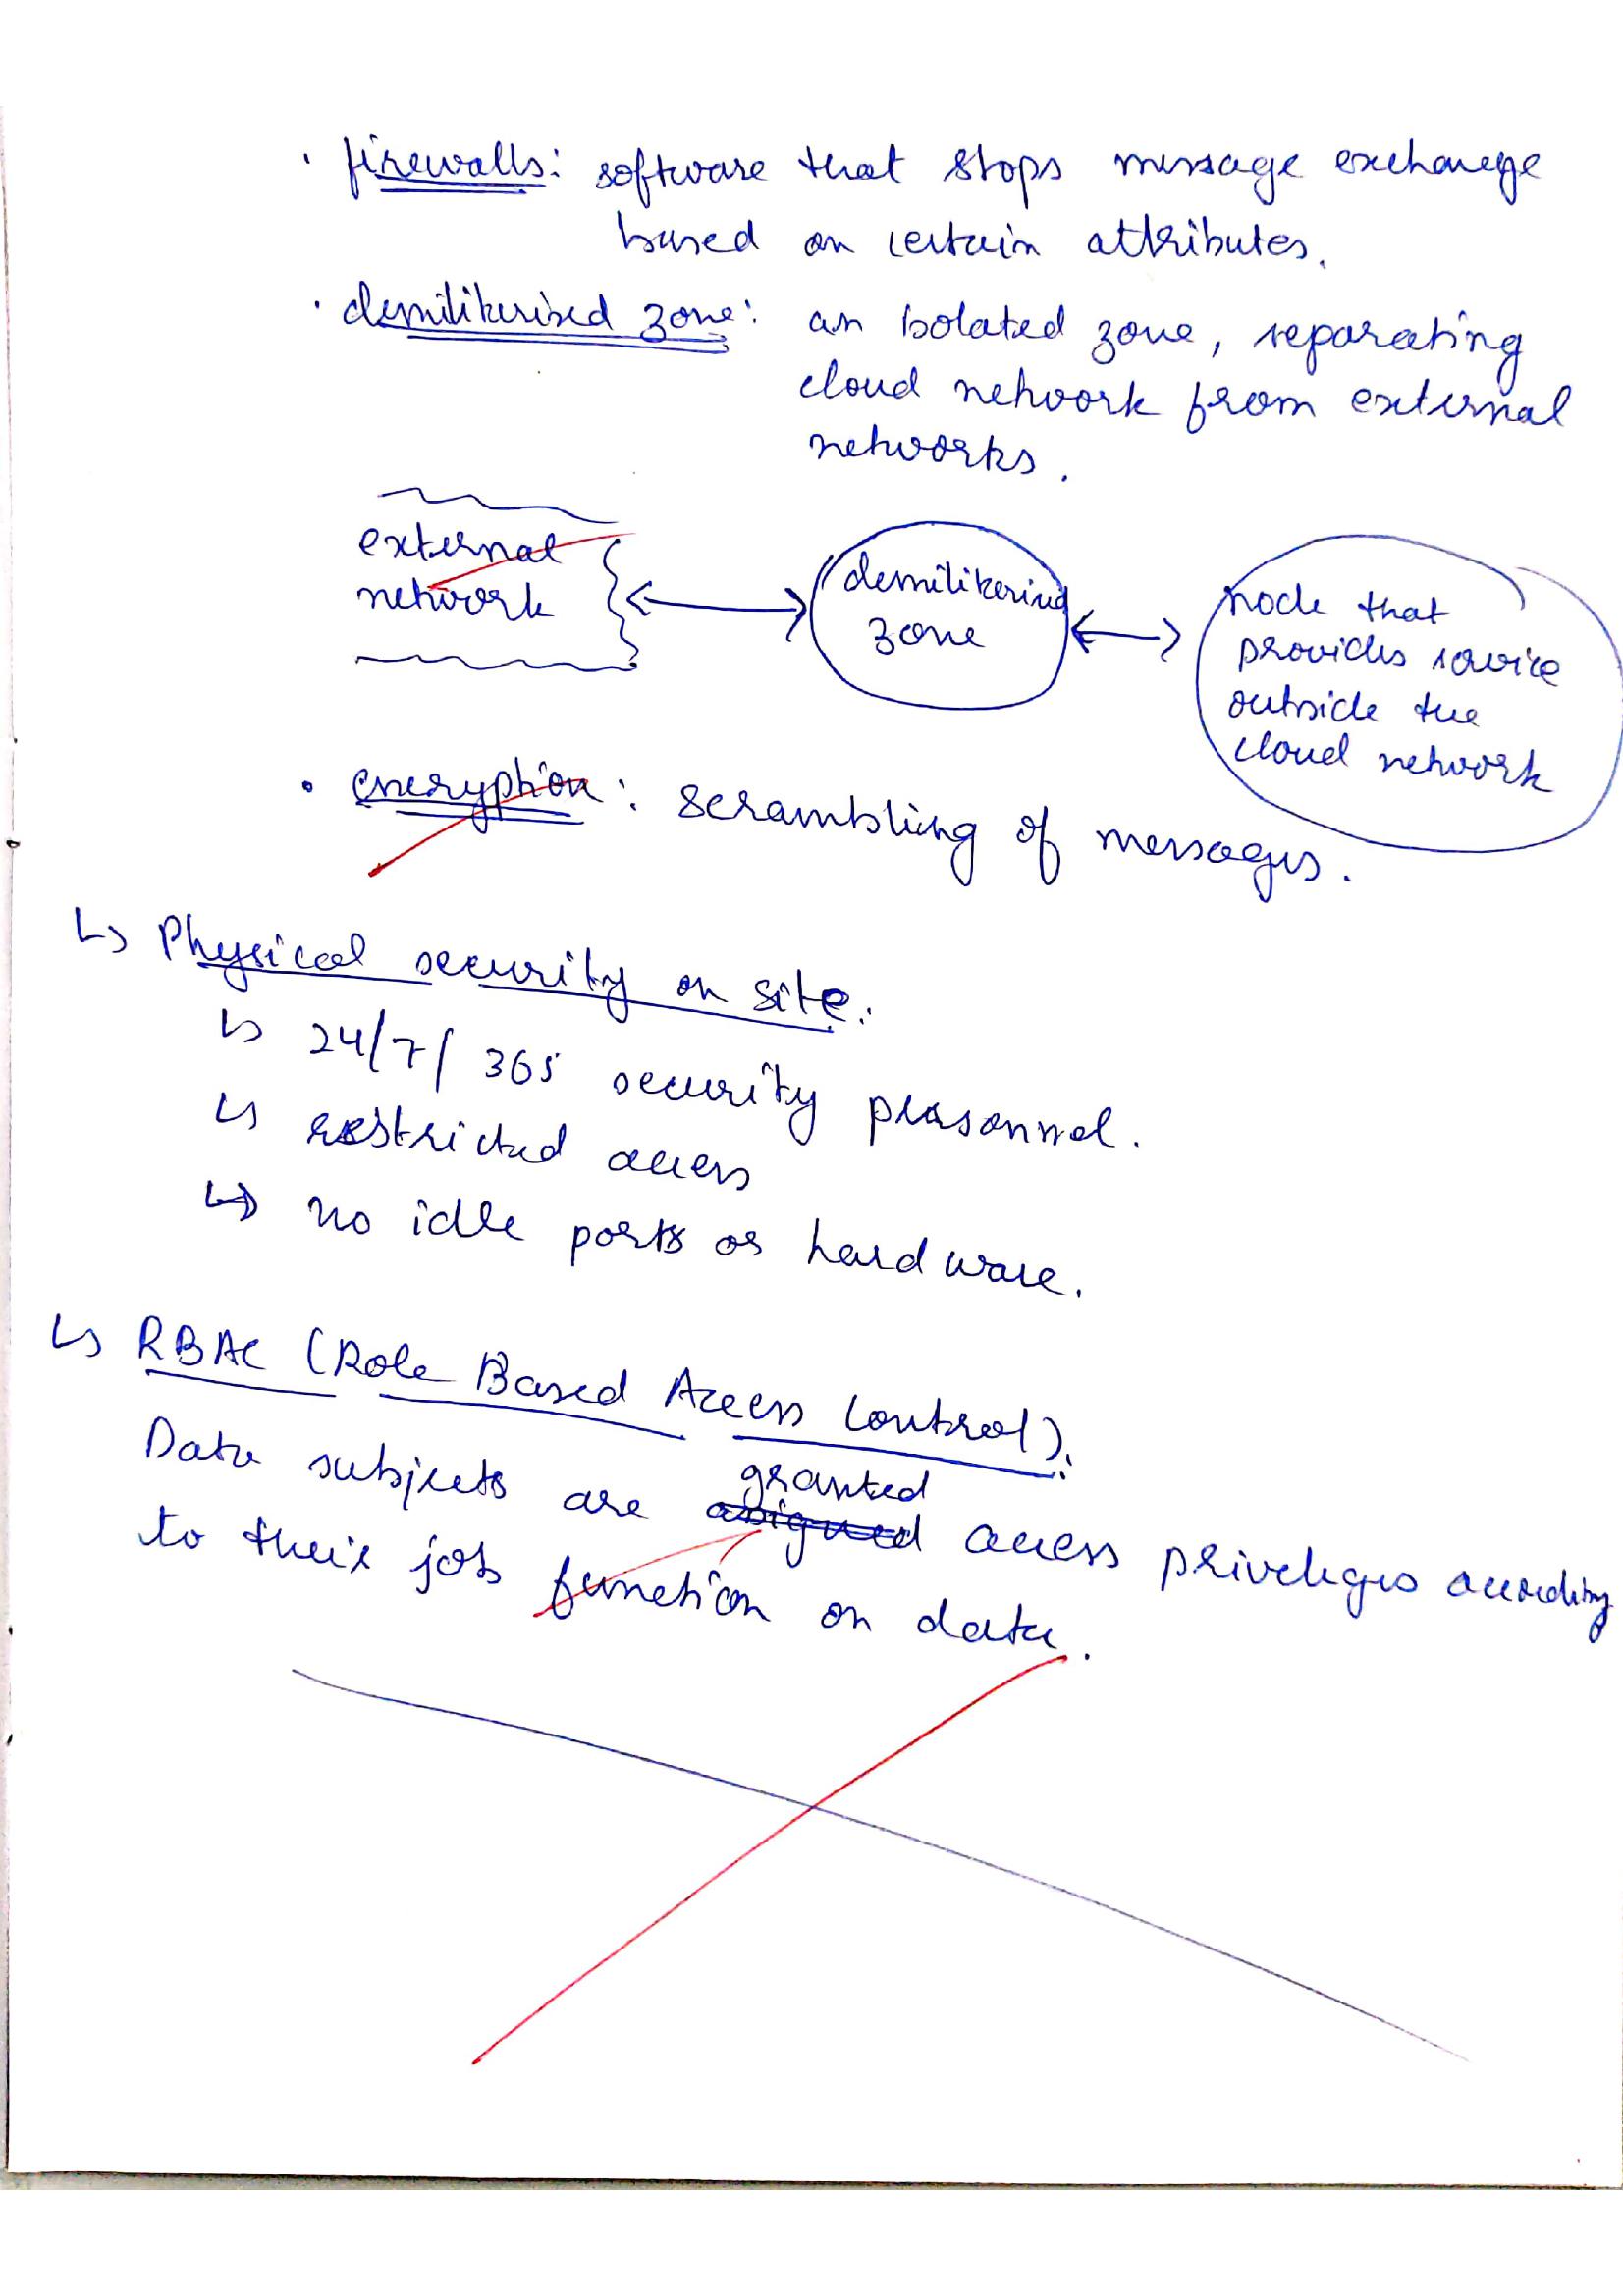 · firewalls: software that stops message exchange
based on certain attributes.
· demilitarised zone: an isolated zone, separating
cloud network from external
networks.
external
network
demilitarized
zone
node that
provides service
outside the
cloud network
· encryption: scrambling of messages.
↳ Physical security on site:
↳ 24/7/365 security personnel.
↳ restricted access
↳ no idle ports or hardware.
↳ RBAC (Role Based Access Control):
Data subjects are granted access priveleges according
to their job function on data.